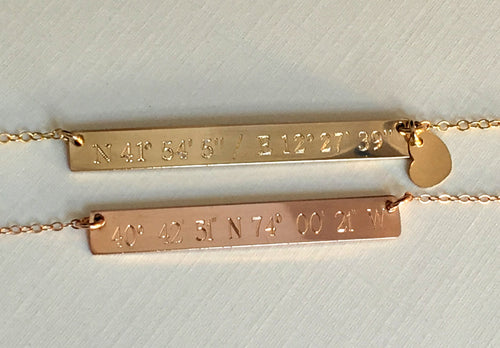 N 41° 54' 5" / E 12° 27' 39"
40° 42' 51" N 74° 00' 21" W